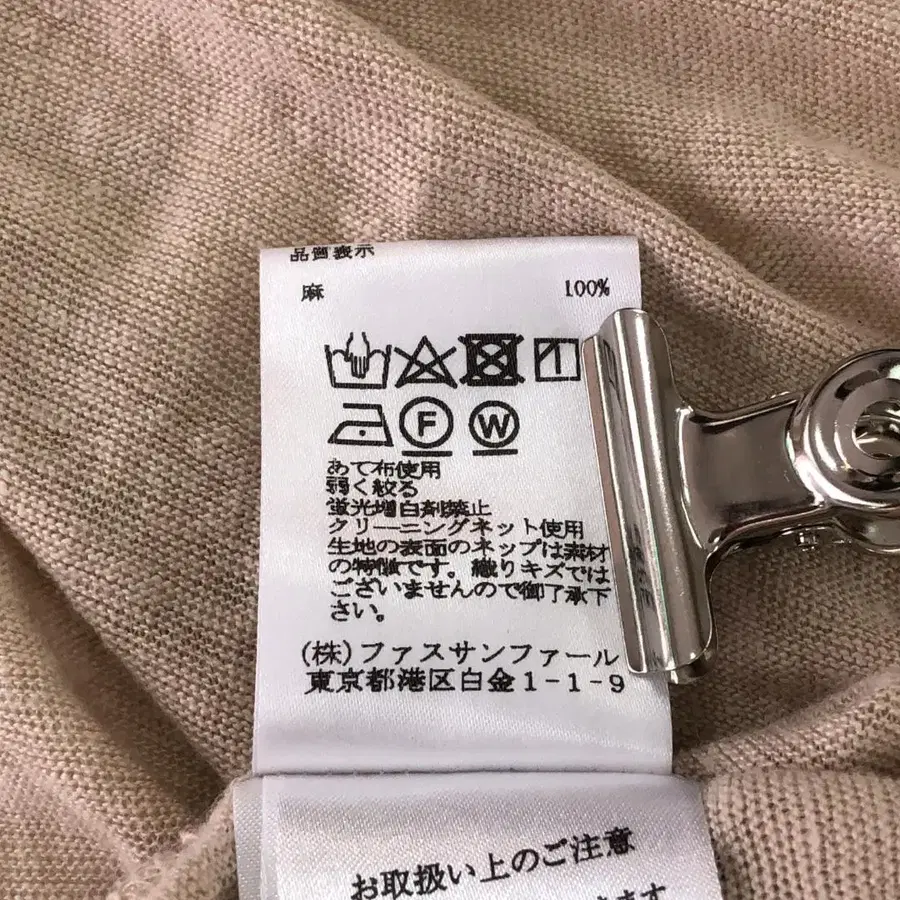 品質表示
麻 100%
F W
あて布使用
弱く絞る
蛍光増白剤禁止
クリーニングネット使用
生地の表面のネップは素材
の特徴です。織りキズでは
ございませんので御了承下
さい。
(株)ファスサンファール
東京都港区白金1-1-9
お取扱い上のご注意
ます